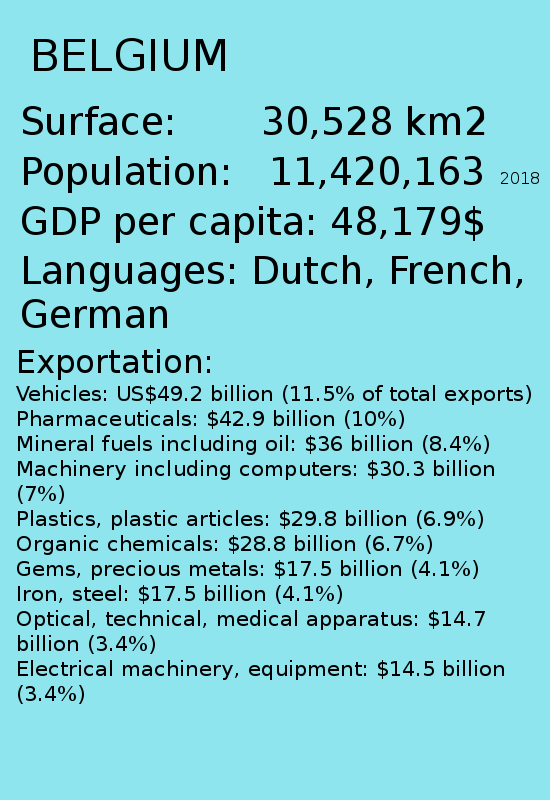 BELGIUM
Surface: 30,528 km2
Population: 11,420,163 2018
GDP per capita: 48,179$
Languages: Dutch, French,
German
Exportation:
Vehicles: US$49.2 billion (11.5% of total exports)
Pharmaceuticals: $42.9 billion (10%)
Mineral fuels including oil: $36 billion (8.4%)
Machinery including computers: $30.3 billion
(7%)
Plastics, plastic articles: $29.8 billion (6.9%)
Organic chemicals: $28.8 billion (6.7%)
Gems, precious metals: $17.5 billion (4.1%)
Iron, steel: $17.5 billion (4.1%)
Optical, technical, medical apparatus: $14.7
billion (3.4%)
Electrical machinery, equipment: $14.5 billion
(3.4%)